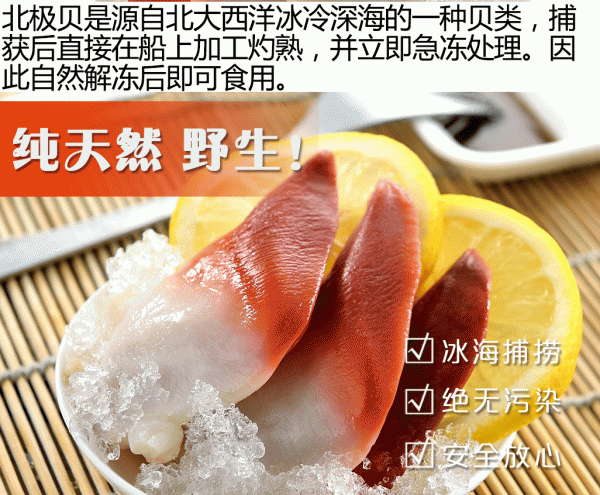 北极贝是源自北大西洋冰冷深海的一种贝类，捕
获后直接在船上加工灼熟，并立即急冻处理。因
此自然解冻后即可食用。
纯天然 野生！
冰海捕捞
绝无污染
安全放心